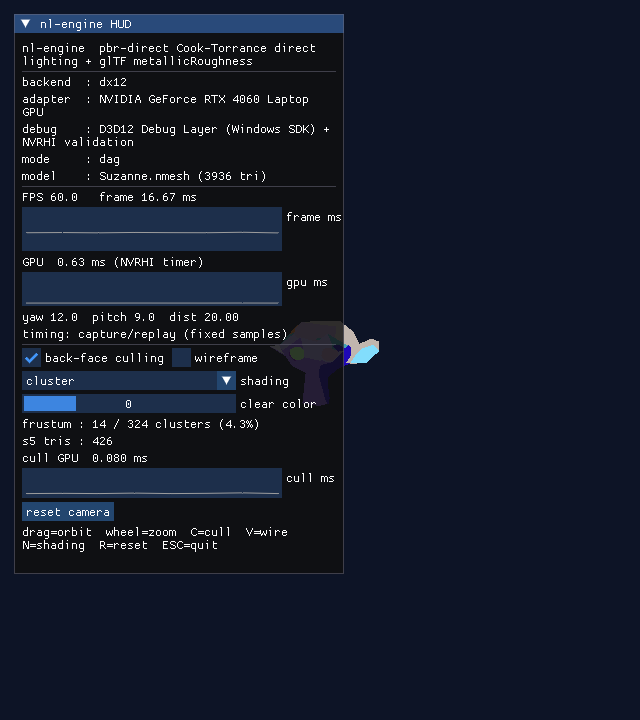 nl-engine HUD
nl-engine  pbr-direct Cook-Torrance direct
lighting + glTF metallicRoughness
backend  : dx12
adapter  : NVIDIA GeForce RTX 4060 Laptop
GPU
debug    : D3D12 Debug Layer (Windows SDK) +
NVRHI validation
mode     : dag
model    : Suzanne.nmesh (3936 tri)
FPS 60.0   frame 16.67 ms
frame ms
GPU  0.63 ms (NVRHI timer)
gpu ms
yaw 12.0  pitch 9.0  dist 20.00
timing: capture/replay (fixed samples)
back-face culling  wireframe
cluster  shading
0  clear color
frustum : 14 / 324 clusters (4.3%)
s5 tris : 426
cull GPU  0.080 ms
cull ms
reset camera
drag=orbit  wheel=zoom  C=cull  V=wire
N=shading  R=reset  ESC=quit